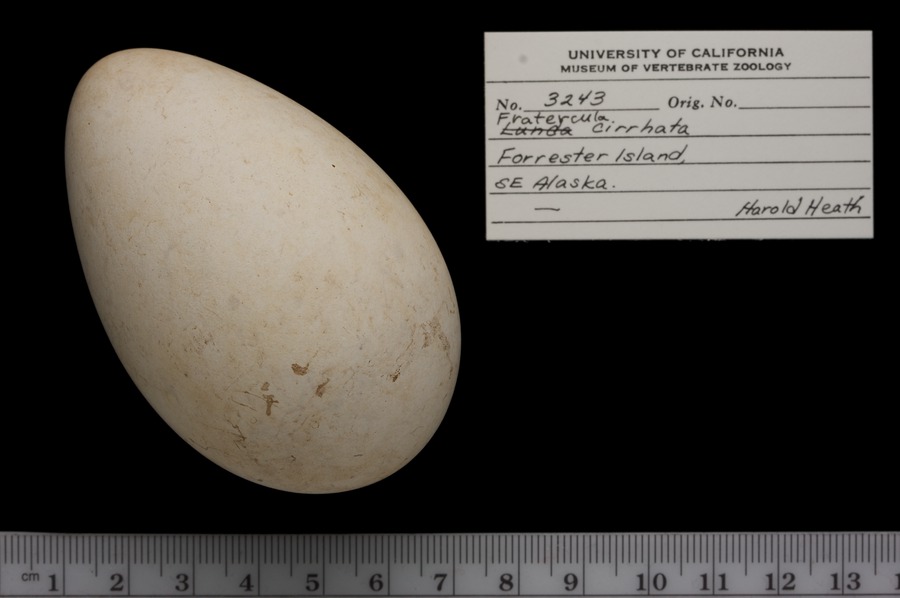 UNIVERSITY OF CALIFORNIA
MUSEUM OF VERTEBRATE ZOOLOGY
No. 3243 Orig. No.
Fratercula
Lunda cirrhata
Forrester Island,
SE Alaska.
— Harold Heath
cm 1 2 3 4 5 6 7 8 9 10 11 12 13